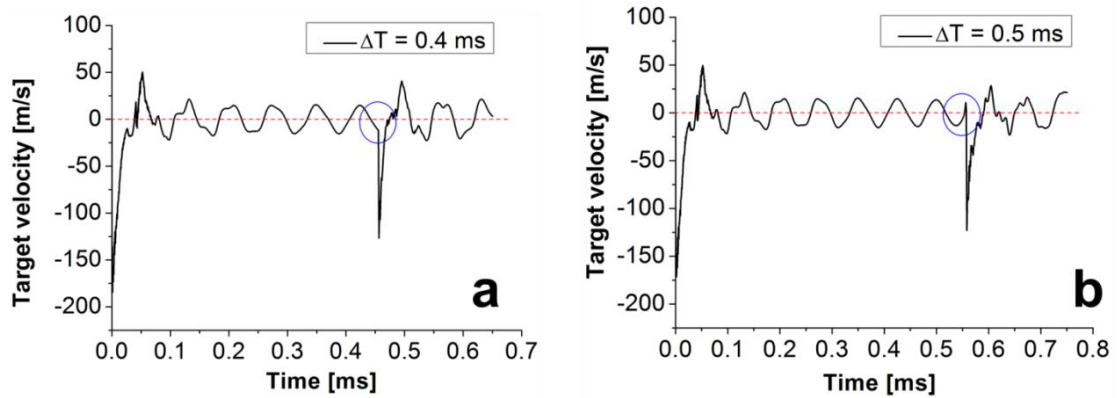 100
50
0
-50
-100
-150
-200
Target velocity [m/s]
ΔT = 0.4 ms
a
0.0 0.1 0.2 0.3 0.4 0.5 0.6 0.7
Time [ms]
100
50
0
-50
-100
-150
-200
Target velocity [m/s]
ΔT = 0.5 ms
b
0.0 0.1 0.2 0.3 0.4 0.5 0.6 0.7 0.8
Time [ms]